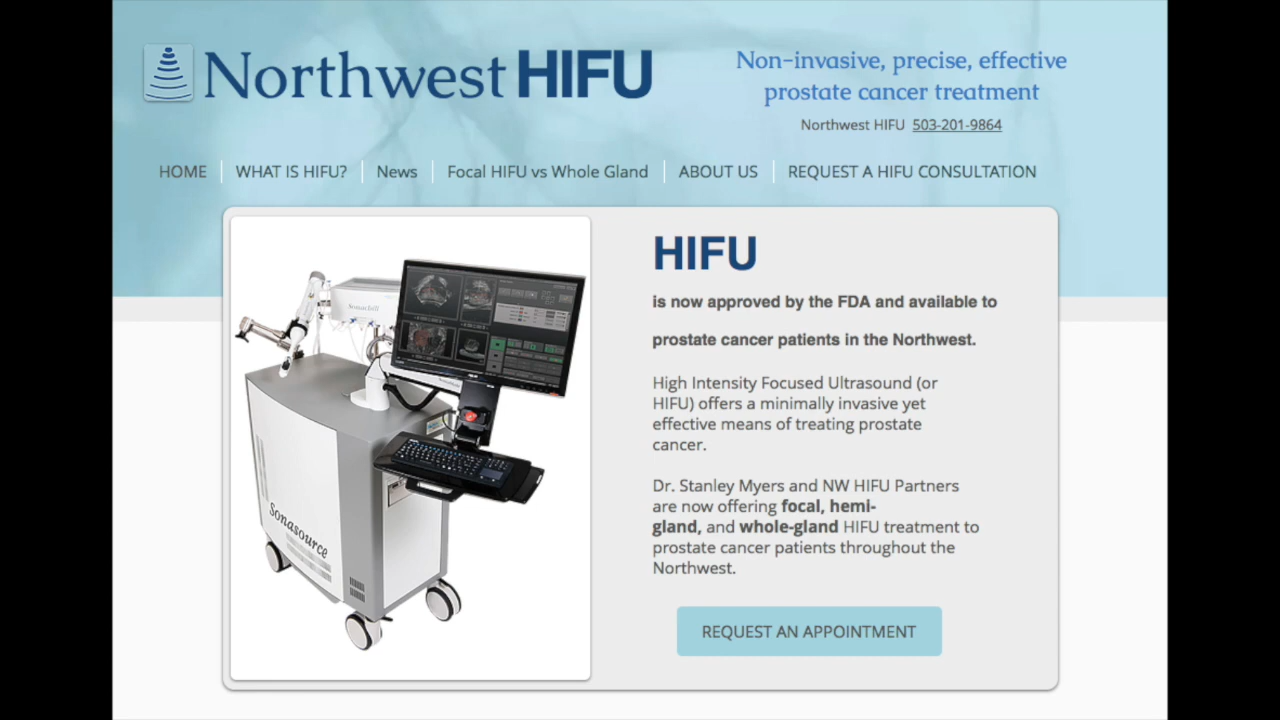 Northwest HIFU
Non-invasive, precise, effective
prostate cancer treatment
Northwest HIFU 503-201-9864
HOME
WHAT IS HIFU?
News
Focal HIFU vs Whole Gland
ABOUT US
REQUEST A HIFU CONSULTATION
Sonasource
HIFU
is now approved by the FDA and available to
prostate cancer patients in the Northwest.
High Intensity Focused Ultrasound (or
HIFU) offers a minimally invasive yet
effective means of treating prostate
cancer.
Dr. Stanley Myers and NW HIFU Partners
are now offering focal, hemi-
gland, and whole-gland HIFU treatment to
prostate cancer patients throughout the
Northwest.
REQUEST AN APPOINTMENT